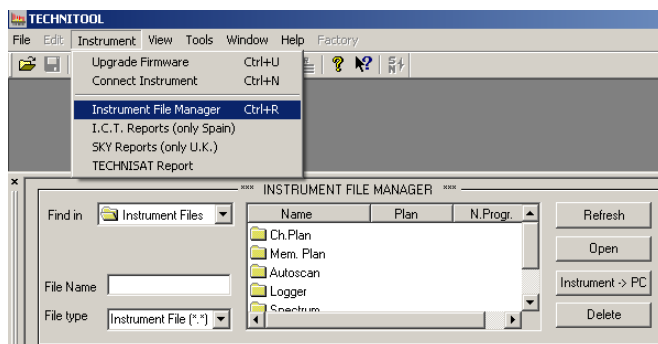 TECHNITOOL
File Edit Instrument View Tools Window Help Factory
Upgrade Firmware Ctrl+U
Connect Instrument Ctrl+N
Instrument File Manager Ctrl+R
I.C.T. Reports (only Spain)
SKY Reports (only U.K.)
TECHNISAT Report
*** INSTRUMENT FILE MANAGER ***
Find in Instrument Files Name Plan N.Progr. Refresh
Ch.Plan
Mem. Plan Open
Autoscan
File Name Logger Instrument -> PC
Spectrum
File type Instrument File (*.*) Delete